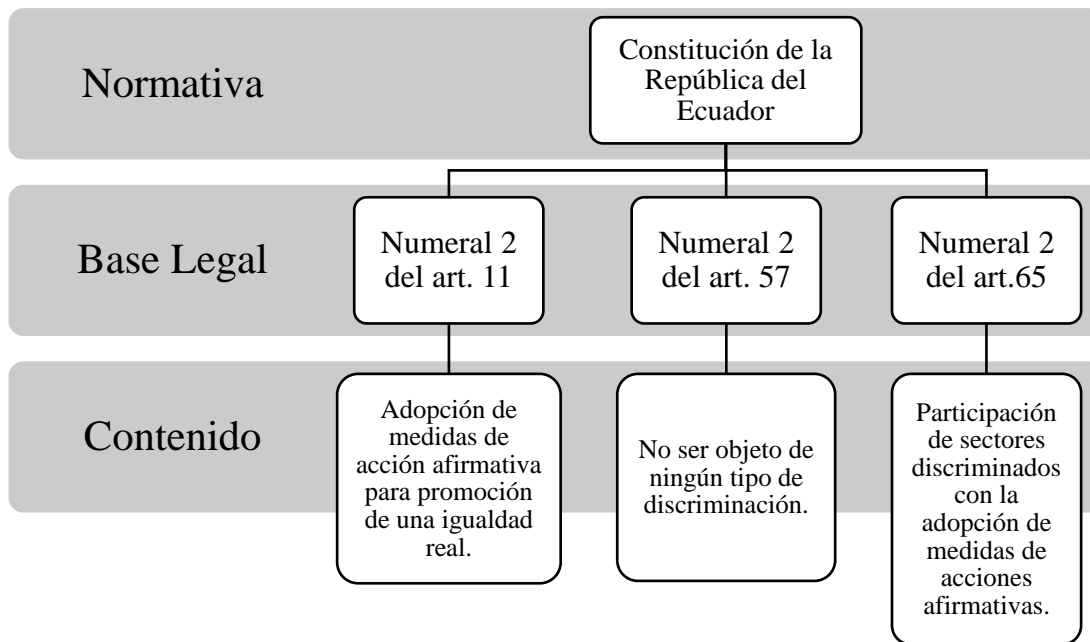 Normativa
Constitución de la
República del
Ecuador
Base Legal
Numeral 2
del art. 11
Numeral 2
del art. 57
Numeral 2
del art.65
Contenido
Adopción de
medidas de
acción afirmativa
para promoción
de una igualdad
real.
No ser objeto de
ningún tipo de
discriminación.
Participación
de sectores
discriminados
con la
adopción de
medidas de
acciones
afirmativas.